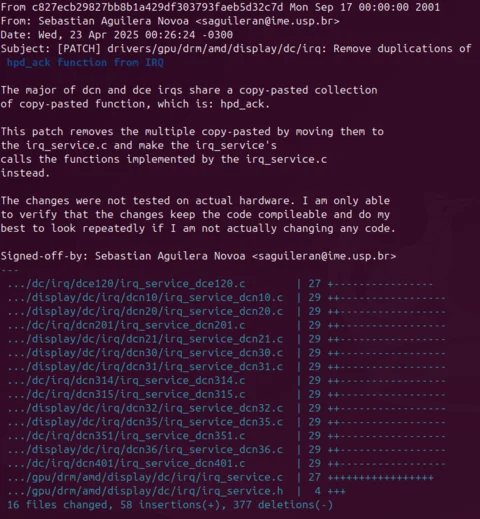 From c827ecb29827bb8b1a429df303793faeb5d32c7d Mon Sep 17 00:00:00 2001
From: Sebastian Aguilera Novoa <saguileran@ime.usp.br>
Date: Wed, 23 Apr 2025 00:26:24 -0300
Subject: [PATCH] drivers/gpu/drm/amd/display/dc/irq: Remove duplications of
 hpd_ack function from IRQ

The major of dcn and dce irqs share a copy-pasted collection
of copy-pasted function, which is: hpd_ack.

This patch removes the multiple copy-pasted by moving them to
the irq_service.c and make the irq_service's
calls the functions implemented by the irq_service.c
instead.

The changes were not tested on actual hardware. I am only able
to verify that the changes keep the code compileable and do my
best to look repeatedly if I am not actually changing any code.

Signed-off-by: Sebastian Aguilera Novoa <saguileran@ime.usp.br>
---
 .../dc/irq/dce120/irq_service_dce120.c        | 27 +----------------
 .../display/dc/irq/dcn10/irq_service_dcn10.c  | 29 ++-----------------
 .../display/dc/irq/dcn20/irq_service_dcn20.c  | 29 ++-----------------
 .../dc/irq/dcn201/irq_service_dcn201.c        | 29 ++-----------------
 .../display/dc/irq/dcn21/irq_service_dcn21.c  | 29 ++-----------------
 .../display/dc/irq/dcn30/irq_service_dcn30.c  | 29 ++-----------------
 .../display/dc/irq/dcn31/irq_service_dcn31.c  | 29 ++-----------------
 .../dc/irq/dcn314/irq_service_dcn314.c        | 29 ++-----------------
 .../dc/irq/dcn315/irq_service_dcn315.c        | 29 ++-----------------
 .../display/dc/irq/dcn32/irq_service_dcn32.c  | 29 ++-----------------
 .../display/dc/irq/dcn35/irq_service_dcn35.c  | 29 ++-----------------
 .../dc/irq/dcn351/irq_service_dcn351.c        | 29 ++-----------------
 .../display/dc/irq/dcn36/irq_service_dcn36.c  | 29 ++-----------------
 .../dc/irq/dcn401/irq_service_dcn401.c        | 29 ++-----------------
 .../gpu/drm/amd/display/dc/irq/irq_service.c  | 27 +++++++++++++++++
 .../gpu/drm/amd/display/dc/irq/irq_service.h  |  4 +++
 16 files changed, 58 insertions(+), 377 deletions(-)